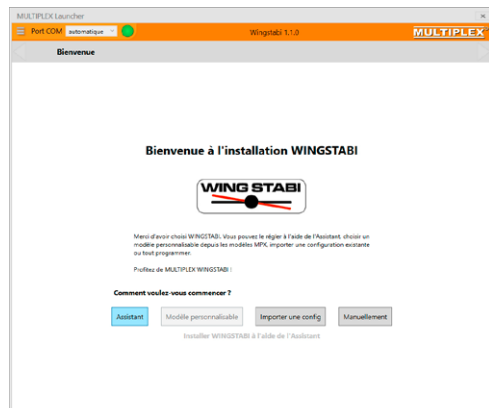 MULTIPLEX Launcher
Port COM automatique Wingstabi 1.1.0 MULTIPLEX
Bienvenue
Bienvenue à l'installation WINGSTABI
WING STABI
Merci d'avoir choisi WINGSTABI. Vous pouvez le régler à l'aide de l'Assistant, choisir un
modèle personnalisable depuis les modèles MPX, importer une configuration existante
ou tout programmer.
Profitez de MULTIPLEX WINGSTABI !
Comment voulez-vous commencer ?
Assistant Modèle personnalisable Importer une config Manuellement
Installer WINGSTABI à l'aide de l'Assistant